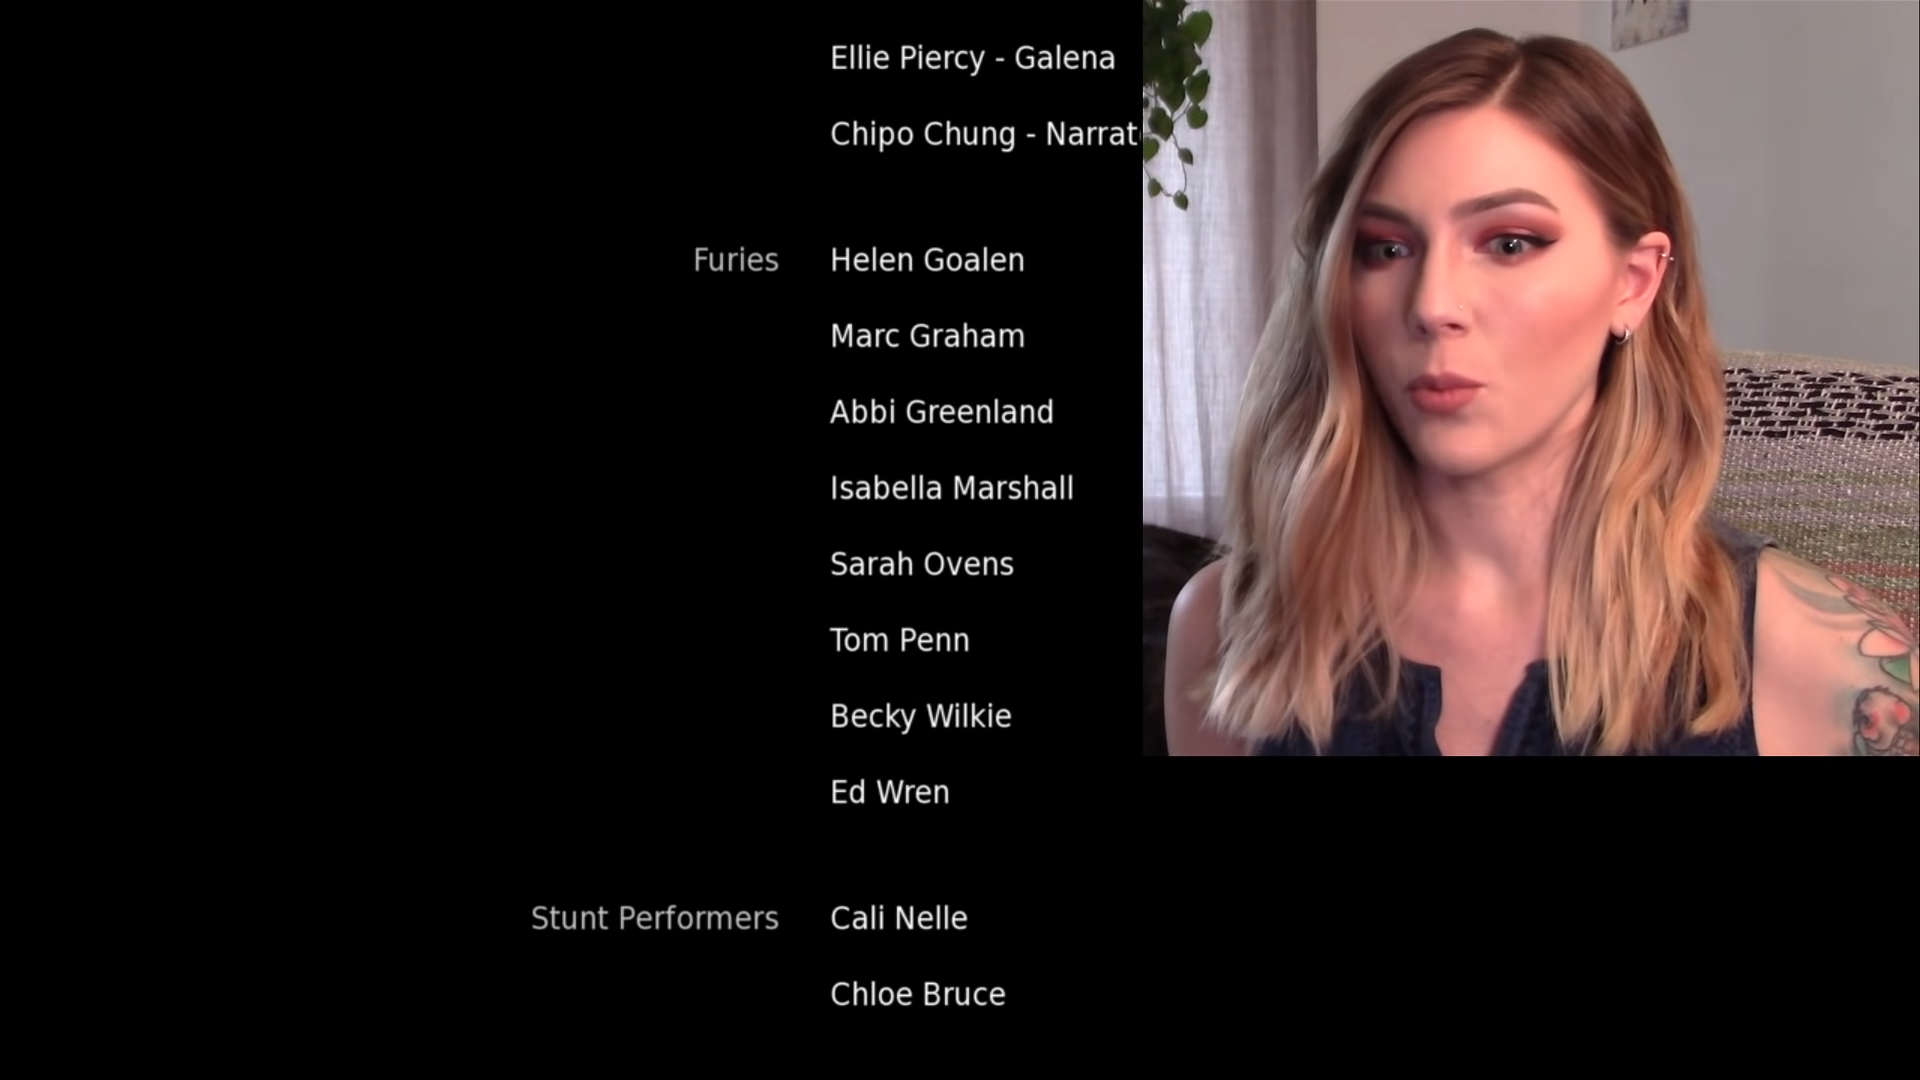 Ellie Piercy - Galena
Chipo Chung - Narrat
Furies Helen Goalen
Marc Graham
Abbi Greenland
Isabella Marshall
Sarah Ovens
Tom Penn
Becky Wilkie
Ed Wren
Stunt Performers Cali Nelle
Chloe Bruce